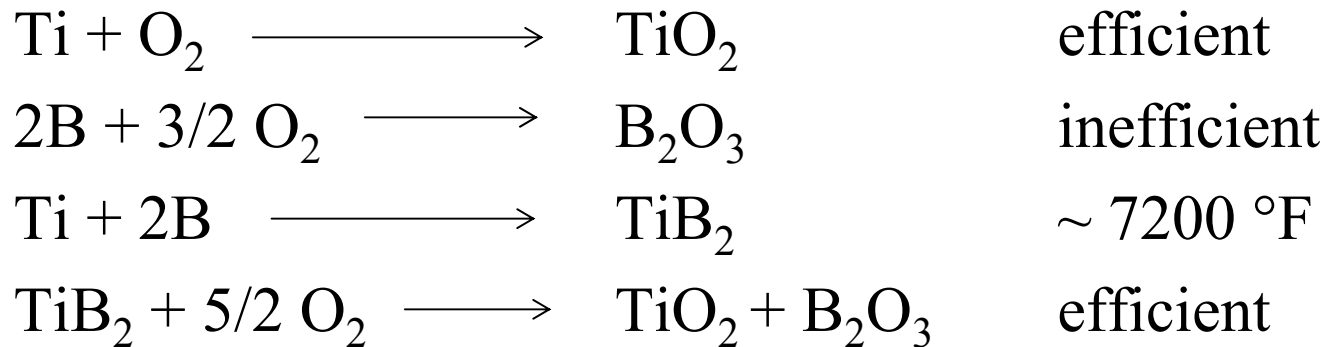 Ti + O₂ ⟶ TiO₂ efficient
2B + 3/2 O₂ ⟶ B₂O₃ inefficient
Ti + 2B ⟶ TiB₂ ~ 7200 °F
TiB₂ + 5/2 O₂ ⟶ TiO₂ + B₂O₃ efficient